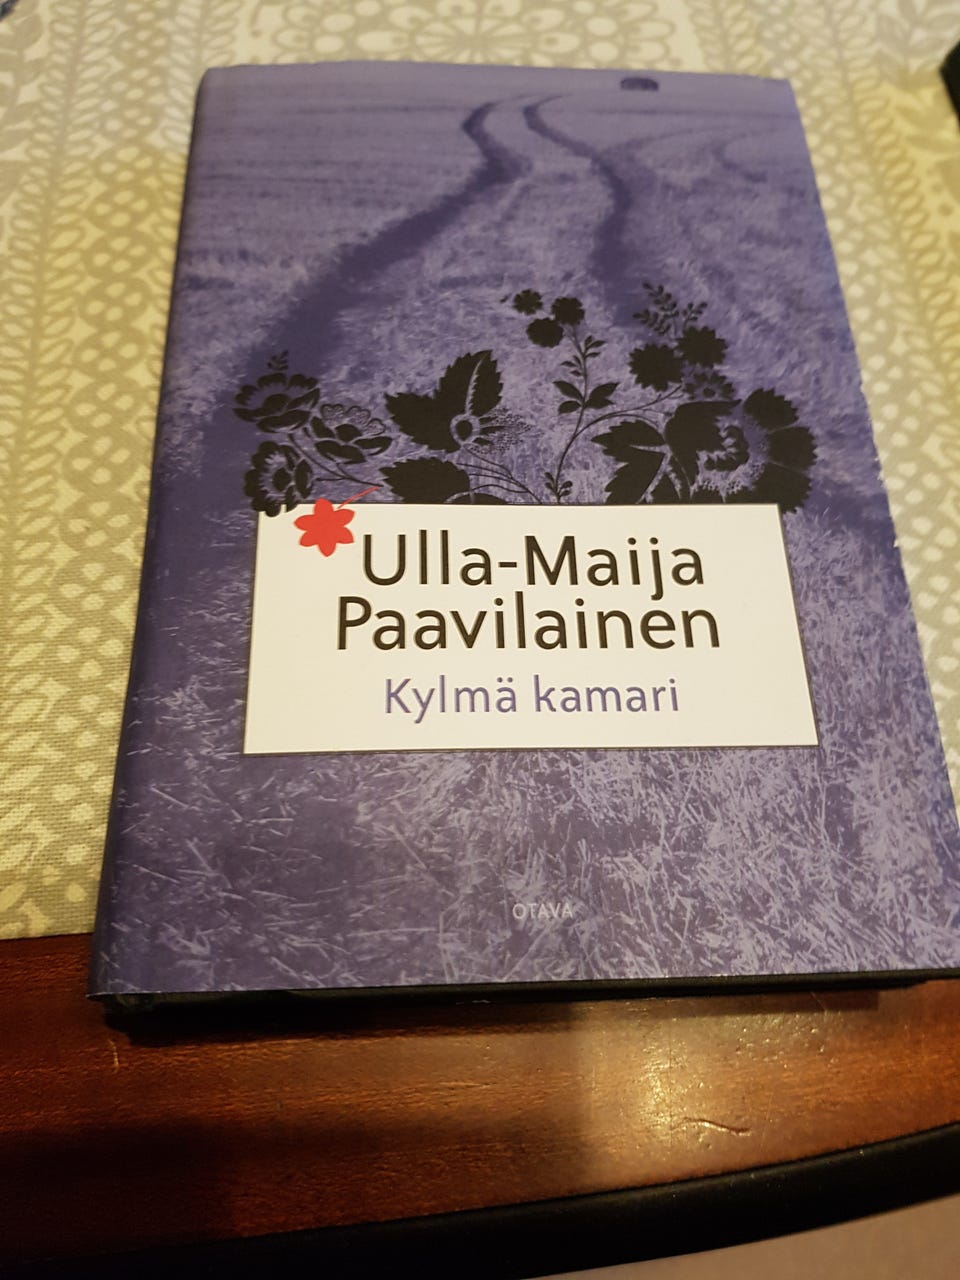 Ulla-Maija
Paavilainen
Kylmä kamari
OTAVA